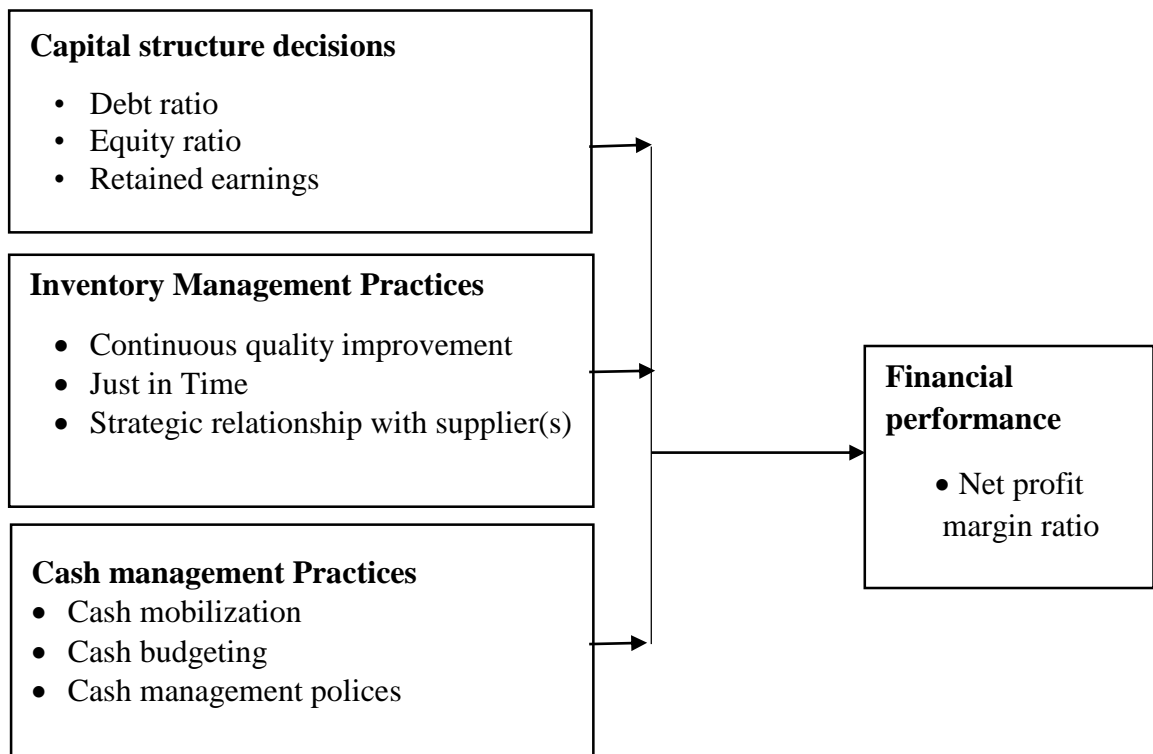 Capital structure decisions
• Debt ratio
• Equity ratio
• Retained earnings
Inventory Management Practices
• Continuous quality improvement
• Just in Time
• Strategic relationship with supplier(s)
Cash management Practices
• Cash mobilization
• Cash budgeting
• Cash management polices
Financial
performance
• Net profit
margin ratio